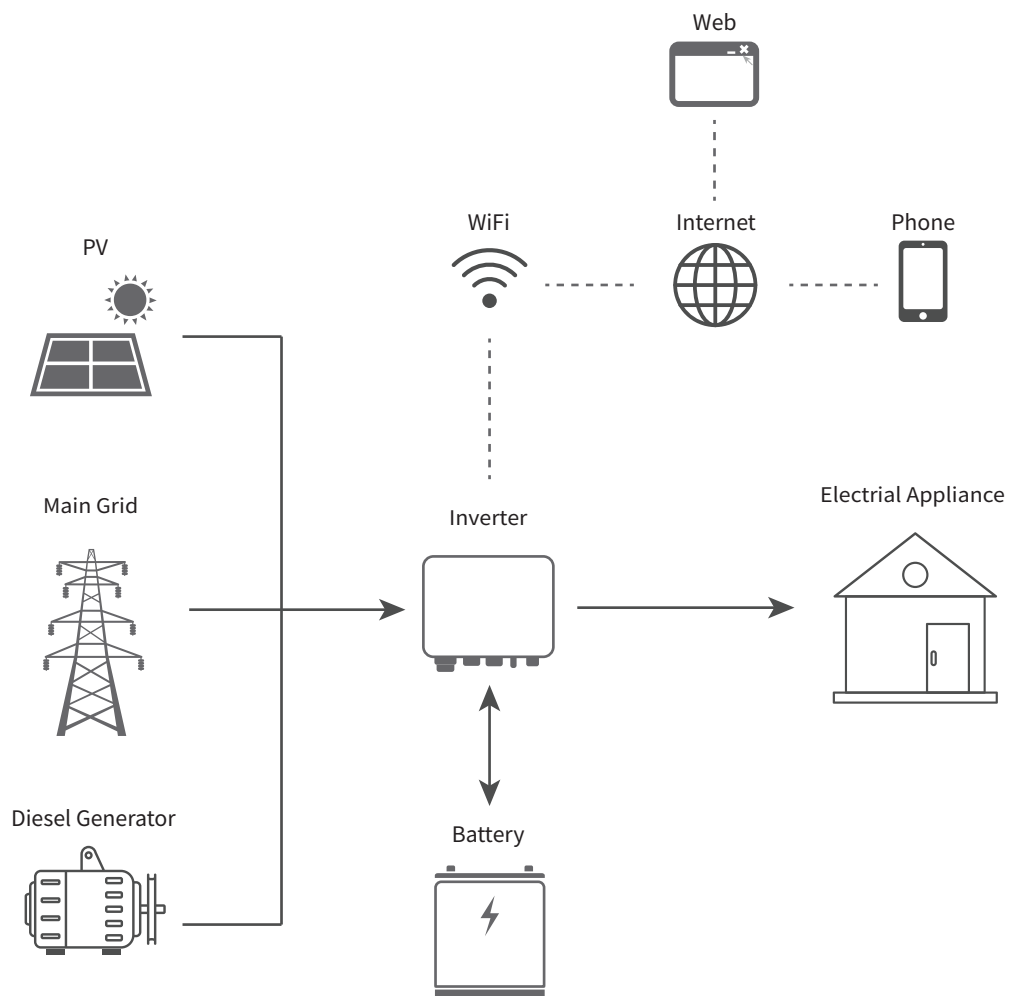 Web
WiFi
Internet
Phone
PV
Main Grid
Inverter
Electrial Appliance
Diesel Generator
Battery